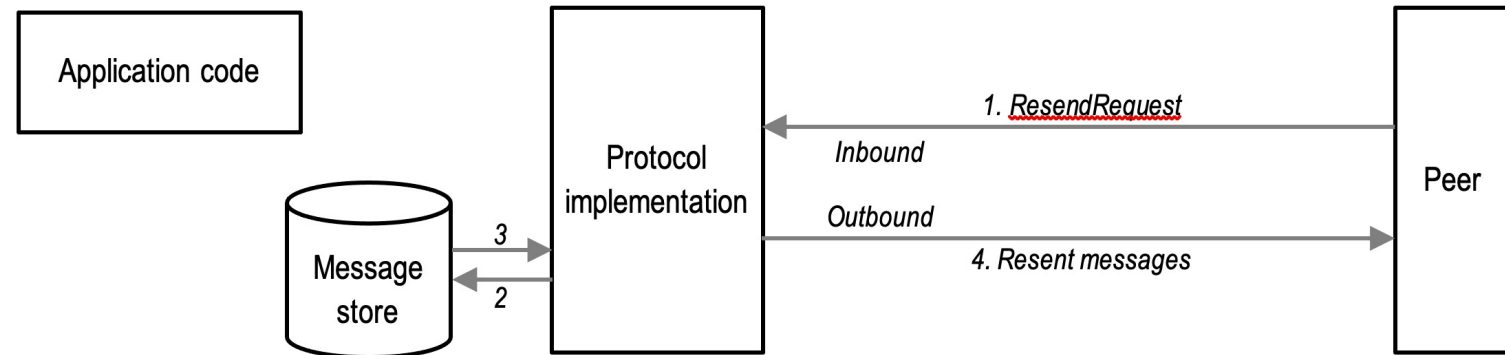 Application code
1. ResendRequest
Inbound
Protocol
implementation
Peer
Outbound
3
4. Resent messages
Message
store
2